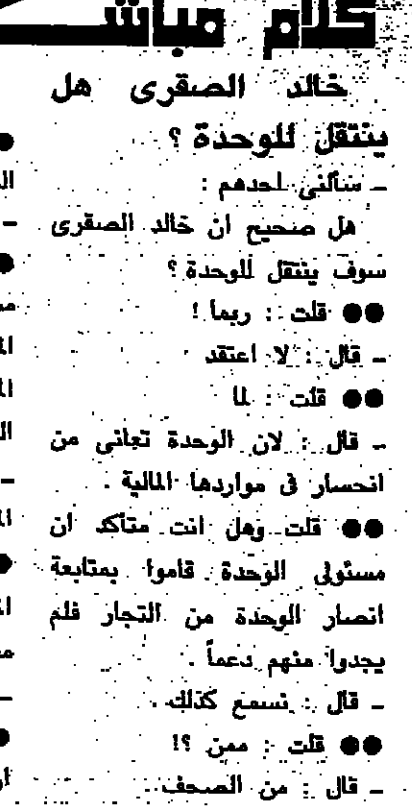 كلام مباشـ
خالد الصقرى هل
ينتقل للوحدة ؟
ـ سألنى احدهم :
هل صحيح ان خالد الصقرى
سوف ينتقل للوحدة ؟
●● قلت : ربما !
ـ قال : لا اعتقد
●● قلت : لما
ـ قال : لان الوحدة تعانى من
انحسار فى مواردها المالية .
●● قلت وهل انت متأكد ان
مسئولى الوحدة قاموا بمتابعة
انصار الوحدة من التجار فلم
يجدوا منهم دعماً .
ـ قال : نسمع كذلك .
●● قلت : ممن ؟!
ـ قال : من الصحف .